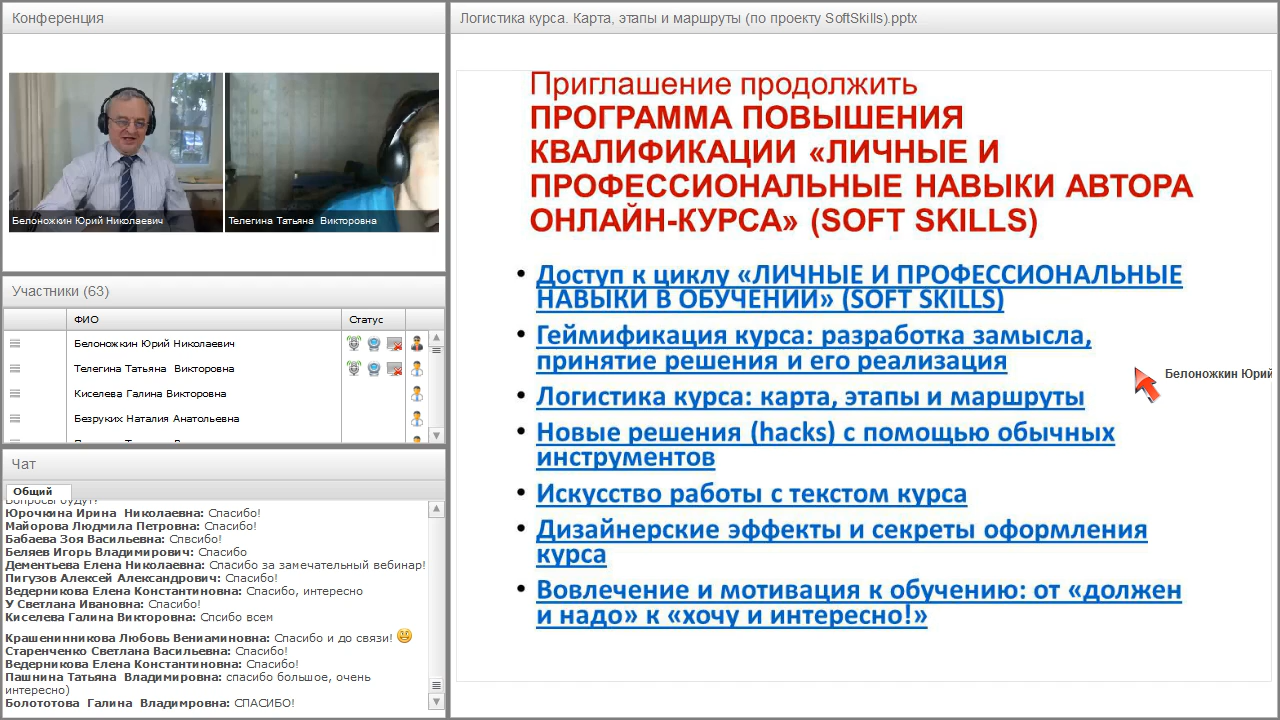 Конференция
Белоножкин Юрий Николаевич
Телегина Татьяна Викторовна
Участники (63)
ФИО
Статус
Белоножкин Юрий Николаевич
Телегина Татьяна Викторовна
Киселева Галина Викторовна
Безруких Наталия Анатольевна
Чат
Общий
Вопросы будут?
Юрочкина Ирина Николаевна: Спасибо!
Майорова Людмила Петровна: Спасибо!
Бабаева Зоя Васильевна: Спвсибо!
Беляев Игорь Владимирович: Спасибо
Дементьева Елена Николаевна: Спасибо за замечательный вебинар!
Пигузов Алексей Александрович: Спасибо!
Ведерникова Елена Константиновна: Спасибо, интересно
У Светлана Ивановна: Спасибо!
Киселева Галина Викторовна: Спсибо всем
Крашенинникова Любовь Вениаминовна: Спасибо и до связи!
Старенченко Светлана Васильевна: Спасибо!
Ведерникова Елена Константиновна: Спасибо!
Пашнина Татьяна Владимировна: спасибо большое, очень
интересно)
Болототова Галина Владимровна: СПАСИБО!
Логистика курса. Карта, этапы и маршруты (по проекту SoftSkills).pptx
Приглашение продолжить
ПРОГРАММА ПОВЫШЕНИЯ
КВАЛИФИКАЦИИ «ЛИЧНЫЕ И
ПРОФЕССИОНАЛЬНЫЕ НАВЫКИ АВТОРА
ОНЛАЙН-КУРСА» (SOFT SKILLS)
• Доступ к циклу «ЛИЧНЫЕ И ПРОФЕССИОНАЛЬНЫЕ
НАВЫКИ В ОБУЧЕНИИ» (SOFT SKILLS)
• Геймификация курса: разработка замысла,
принятие решения и его реализация
• Логистика курса: карта, этапы и маршруты
• Новые решения (hacks) с помощью обычных
инструментов
• Искусство работы с текстом курса
• Дизайнерские эффекты и секреты оформления
курса
• Вовлечение и мотивация к обучению: от «должен
и надо» к «хочу и интересно!»
Белоножкин Юрий